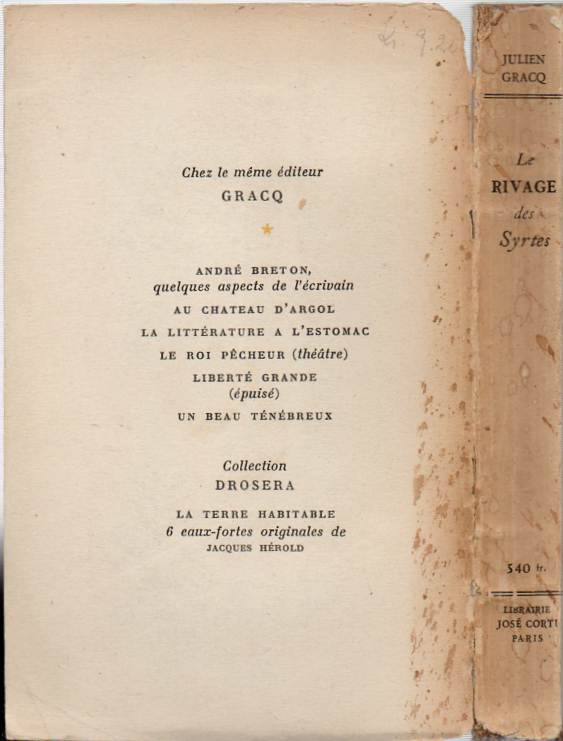 Chez le même éditeur
GRACQ
*
ANDRÉ BRETON,
quelques aspects de l'écrivain
AU CHATEAU D'ARGOL
LA LITTÉRATURE A L'ESTOMAC
LE ROI PÊCHEUR (théâtre)
LIBERTÉ GRANDE
(épuisé)
UN BEAU TÉNÉBREUX
Collection
DROSERA
LA TERRE HABITABLE
6 eaux-fortes originales de
JACQUES HÉROLD
JULIEN
GRACQ
Le
RIVAGE
des
Syrtes
540 fr.
LIBRAIRIE
JOSÉ CORTI
PARIS